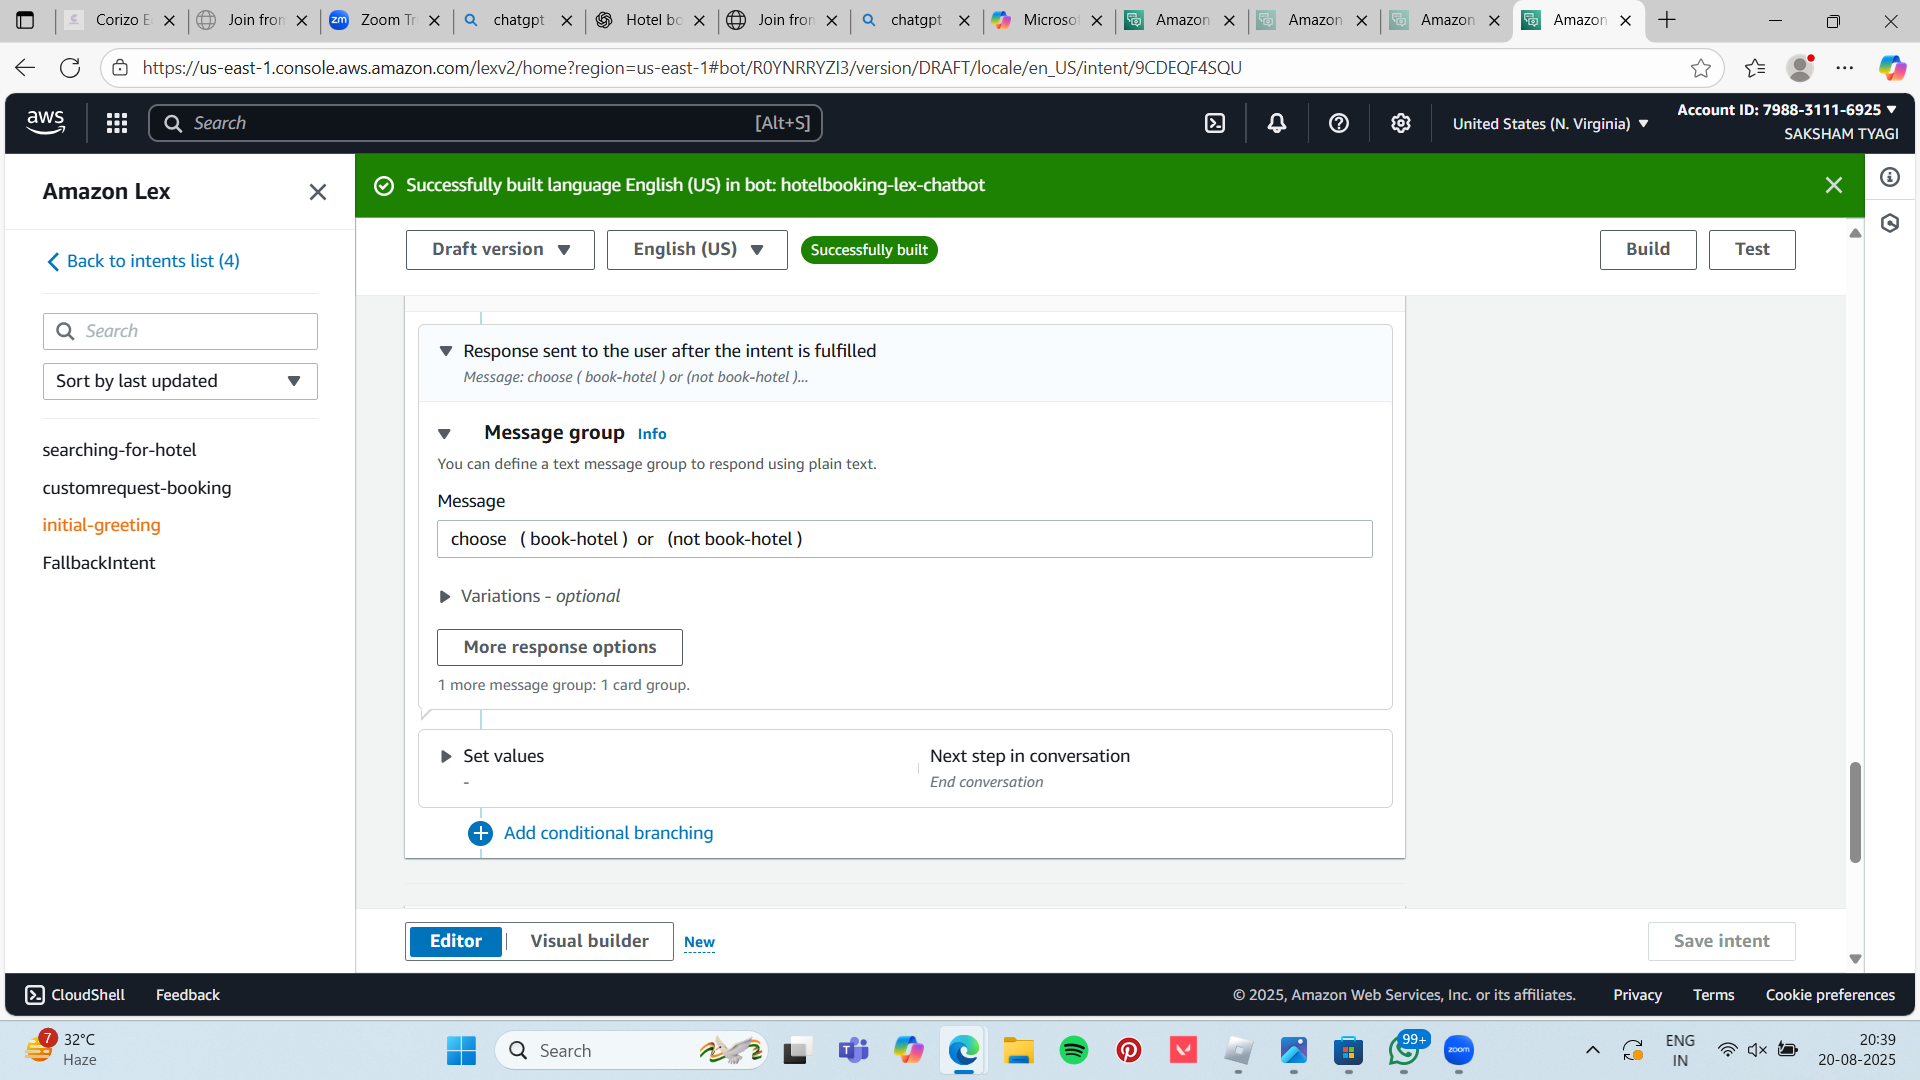 Corizo E
Join fron
Zoom Tr
chatgpt
Hotel bo
Join fron
chatgpt
Microsof
Amazon
Amazon
Amazon
Amazon
https://us-east-1.console.aws.amazon.com/lexv2/home?region=us-east-1#bot/R0YNRRYZI3/version/DRAFT/locale/en_US/intent/9CDEQF4SQU
aws
Search
[Alt+S]
United States (N. Virginia)
Account ID: 7988-3111-6925
SAKSHAM TYAGI
Amazon Lex
Successfully built language English (US) in bot: hotelbooking-lex-chatbot
Back to intents list (4)
Search
Sort by last updated
searching-for-hotel
customrequest-booking
initial-greeting
FallbackIntent
Draft version
English (US)
Successfully built
Build
Test
Response sent to the user after the intent is fulfilled
Message: choose ( book-hotel ) or (not book-hotel )...
Message group Info
You can define a text message group to respond using plain text.
Message
choose ( book-hotel ) or (not book-hotel )
Variations - optional
More response options
1 more message group: 1 card group.
Set values
-
Next step in conversation
End conversation
Add conditional branching
Editor
Visual builder
New
Save intent
CloudShell
Feedback
© 2025, Amazon Web Services, Inc. or its affiliates.
Privacy
Terms
Cookie preferences
7
32°C
Haze
Search
99+
zoom
ENG
IN
20:39
20-08-2025